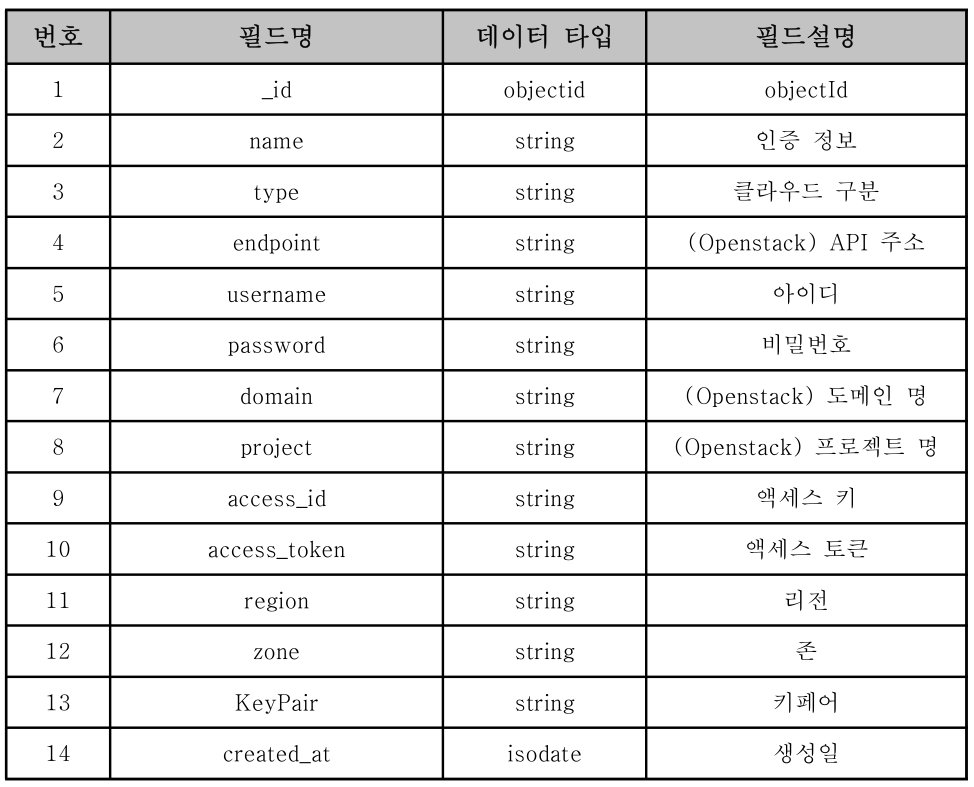 번호 필드명 데이터 타입 필드설명
1 _id objectid objectId
2 name string 인증 정보
3 type string 클라우드 구분
4 endpoint string (Openstack) API 주소
5 username string 아이디
6 password string 비밀번호
7 domain string (Openstack) 도메인 명
8 project string (Openstack) 프로젝트 명
9 access_id string 액세스 키
10 access_token string 액세스 토큰
11 region string 리전
12 zone string 존
13 KeyPair string 키페어
14 created_at isodate 생성일